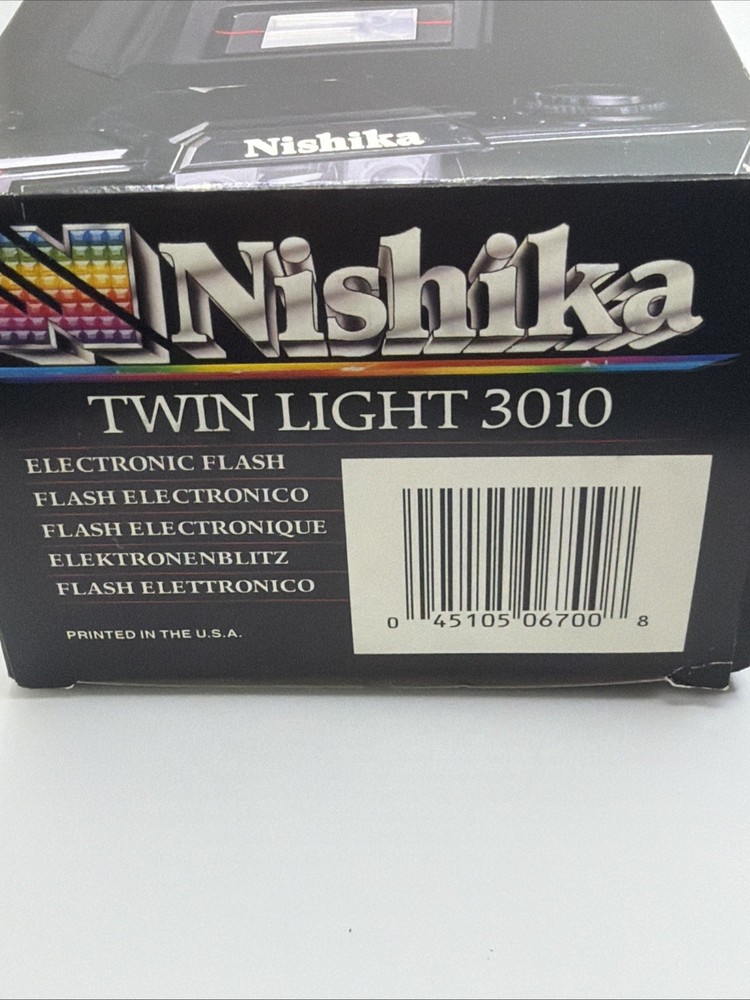 Nishika
Nishika
TWIN LIGHT 3010
ELECTRONIC FLASH
FLASH ELECTRONICO
FLASH ELECTRONIQUE
ELEKTRONENBLITZ
FLASH ELETTRONICO
PRINTED IN THE U.S.A.
0 45105 06700 8